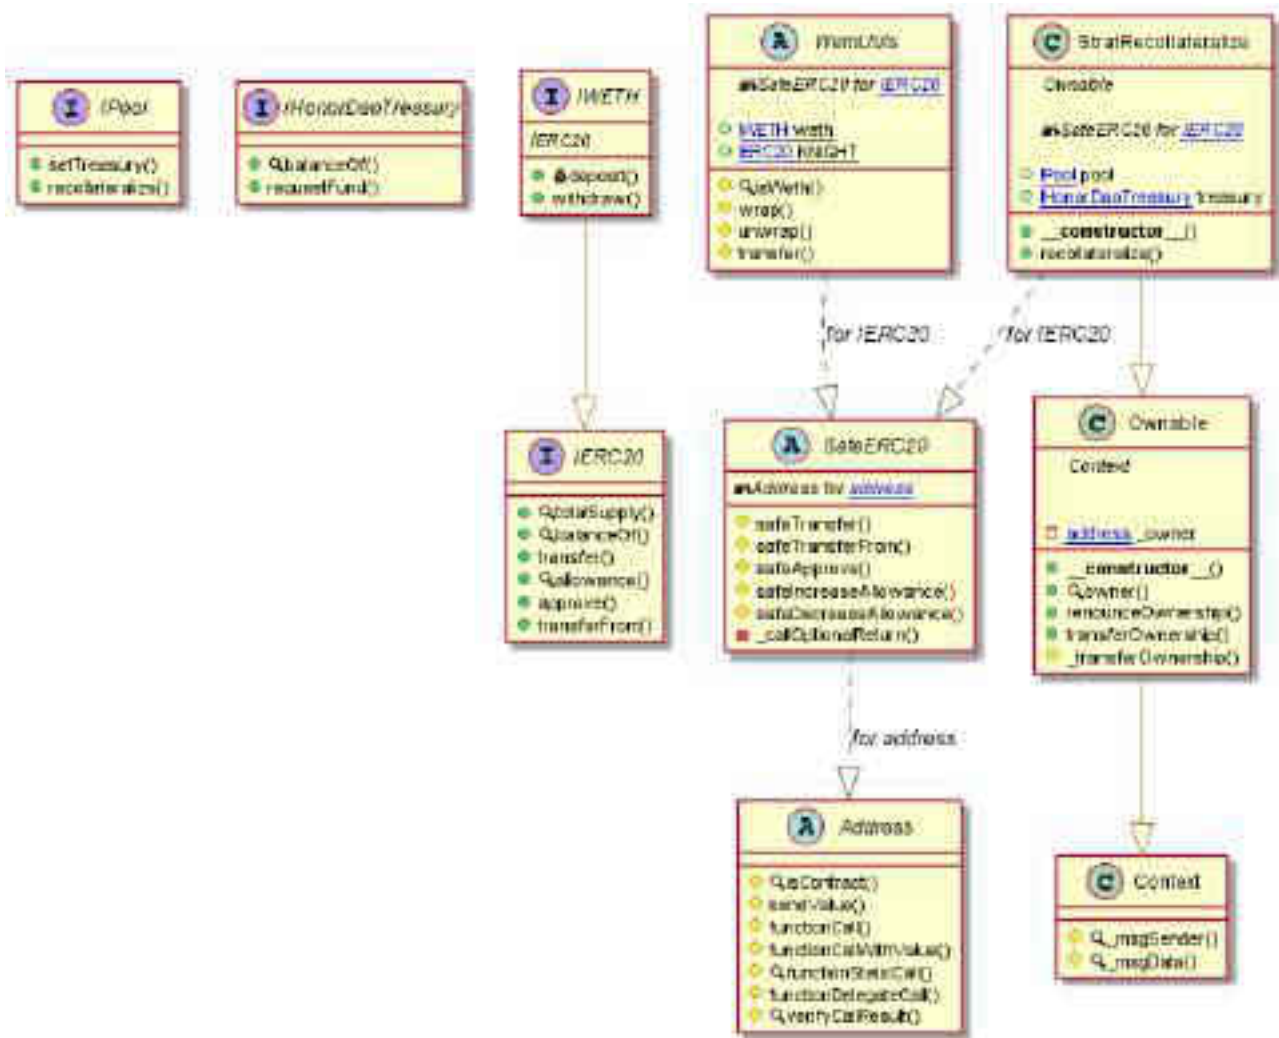 I IPool
setTreasury()
recollateralize()
I IHonorDaoTreasury
balanceOf()
requestFund()
I IWETH
IERC20
deposit()
withdraw()
A
SafeERC20 for IERC20
IWETH weth
IERC20 KNIGHT
isWeth()
wrap()
unwrap()
transfer()
C StratRecollateralize
Ownable
SafeERC20 for IERC20
IPool pool
IHonorDaoTreasury treasury
__constructor__()
recollateralize()
for IERC20
for IERC20
I IERC20
totalSupply()
balanceOf()
transfer()
allowance()
approve()
transferFrom()
A SafeERC20
Address for address
safeTransfer()
safeTransferFrom()
safeApprove()
safeIncreaseAllowance()
safeDecreaseAllowance()
_callOptionalReturn()
C Ownable
Context
address _owner
__constructor__()
owner()
renounceOwnership()
transferOwnership()
_transferOwnership()
for address
A Address
isContract()
sendValue()
functionCall()
functionCallWithValue()
functionStaticCall()
functionDelegateCall()
verifyCallResult()
C Context
_msgSender()
_msgData()